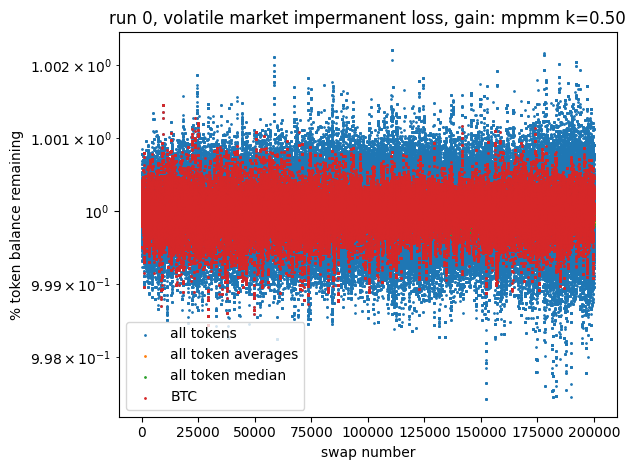 run 0, volatile market impermanent loss, gain: mpmm k=0.50
% token balance remaining
1.002 × 10⁰
1.001 × 10⁰
10⁰
9.99 × 10⁻¹
9.98 × 10⁻¹
all tokens
all token averages
all token median
BTC
0 25000 50000 75000 100000 125000 150000 175000 200000
swap number